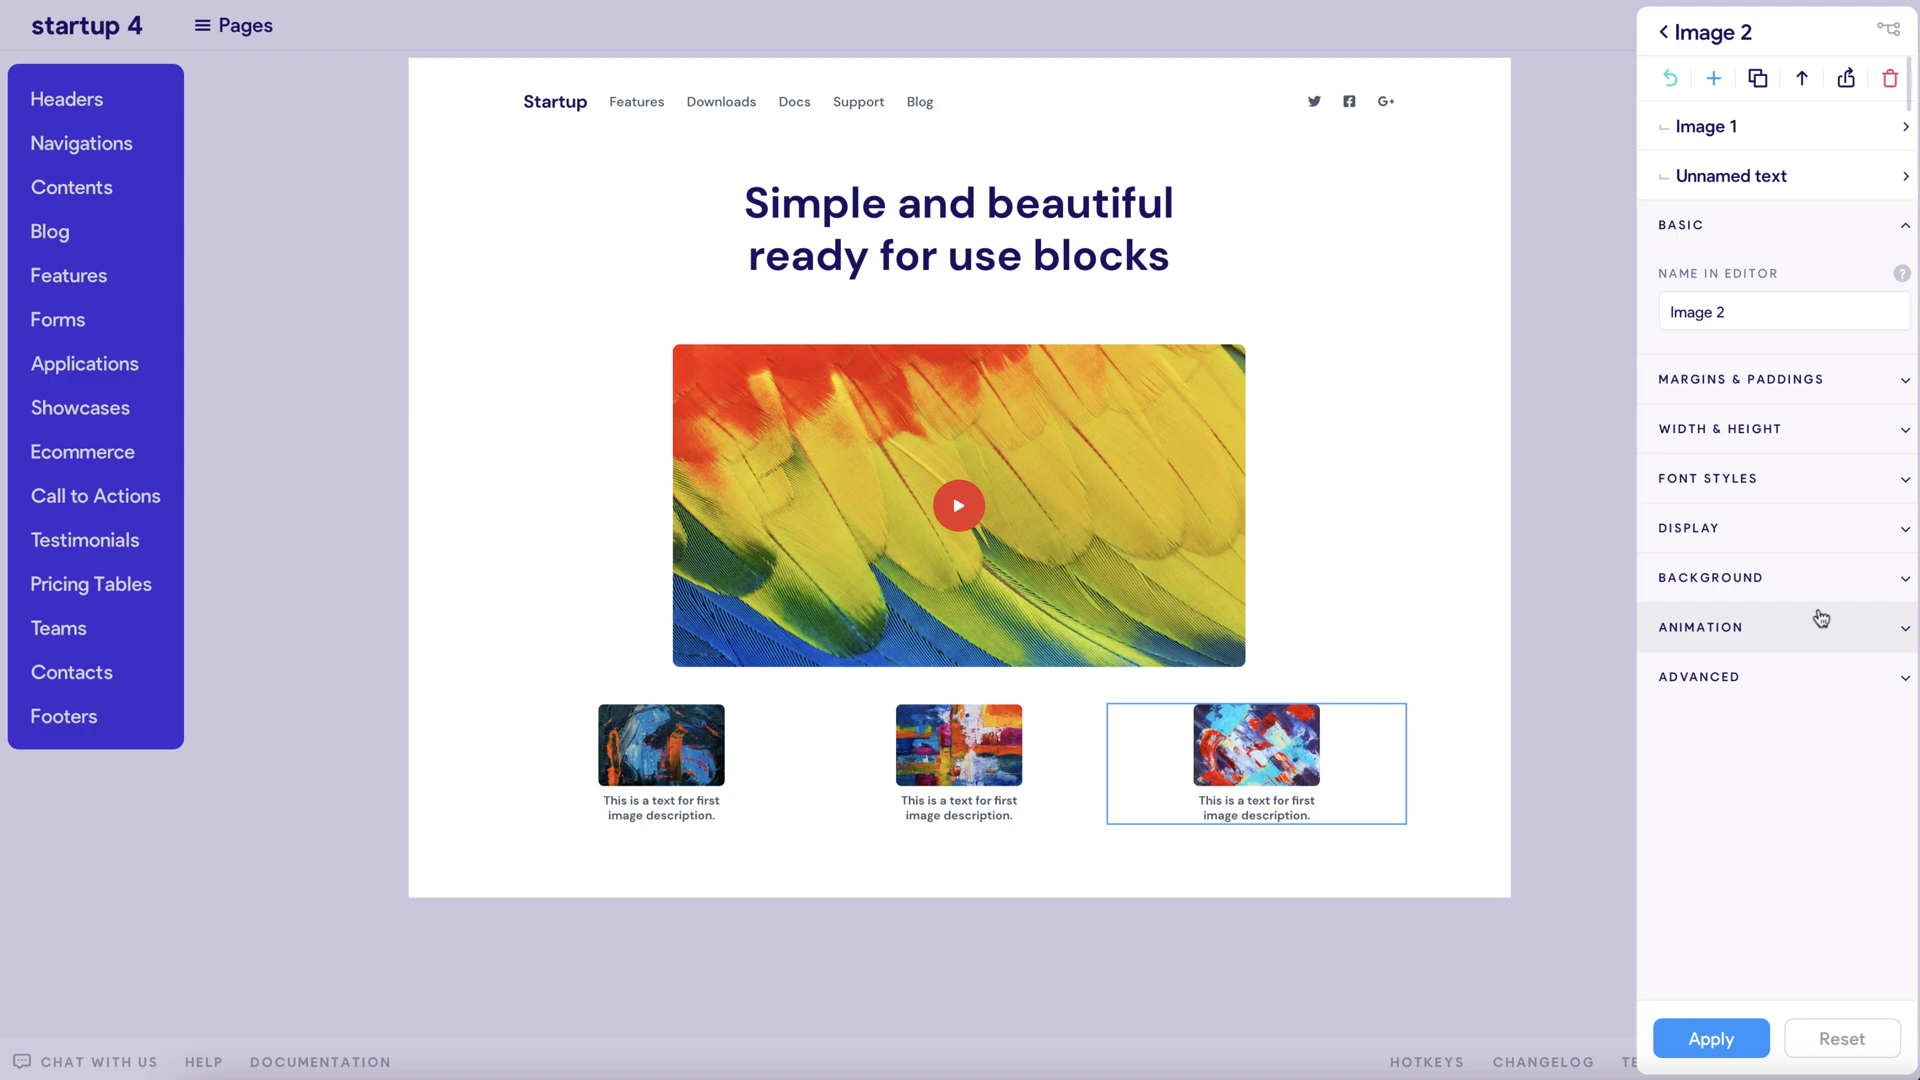 startup 4
Pages
Headers
Navigations
Contents
Blog
Features
Forms
Applications
Showcases
Ecommerce
Call to Actions
Testimonials
Pricing Tables
Teams
Contacts
Footers
Startup Features Downloads Docs Support Blog
G+
Simple and beautiful
ready for use blocks
This is a text for first
image description.
This is a text for first
image description.
This is a text for first
image description.
Image 2
Image 1
Unnamed text
BASIC
NAME IN EDITOR ?
Image 2
MARGINS & PADDINGS
WIDTH & HEIGHT
FONT STYLES
DISPLAY
BACKGROUND
ANIMATION
ADVANCED
Apply Reset
CHAT WITH US HELP DOCUMENTATION
HOTKEYS CHANGELOG